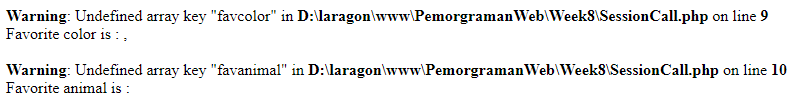 Warning: Undefined array key "favcolor" in D:\laragon\www\PemorgramanWeb\Week8\SessionCall.php on line 9
Favorite color is : ,
Warning: Undefined array key "favanimal" in D:\laragon\www\PemorgramanWeb\Week8\SessionCall.php on line 10
Favorite animal is :